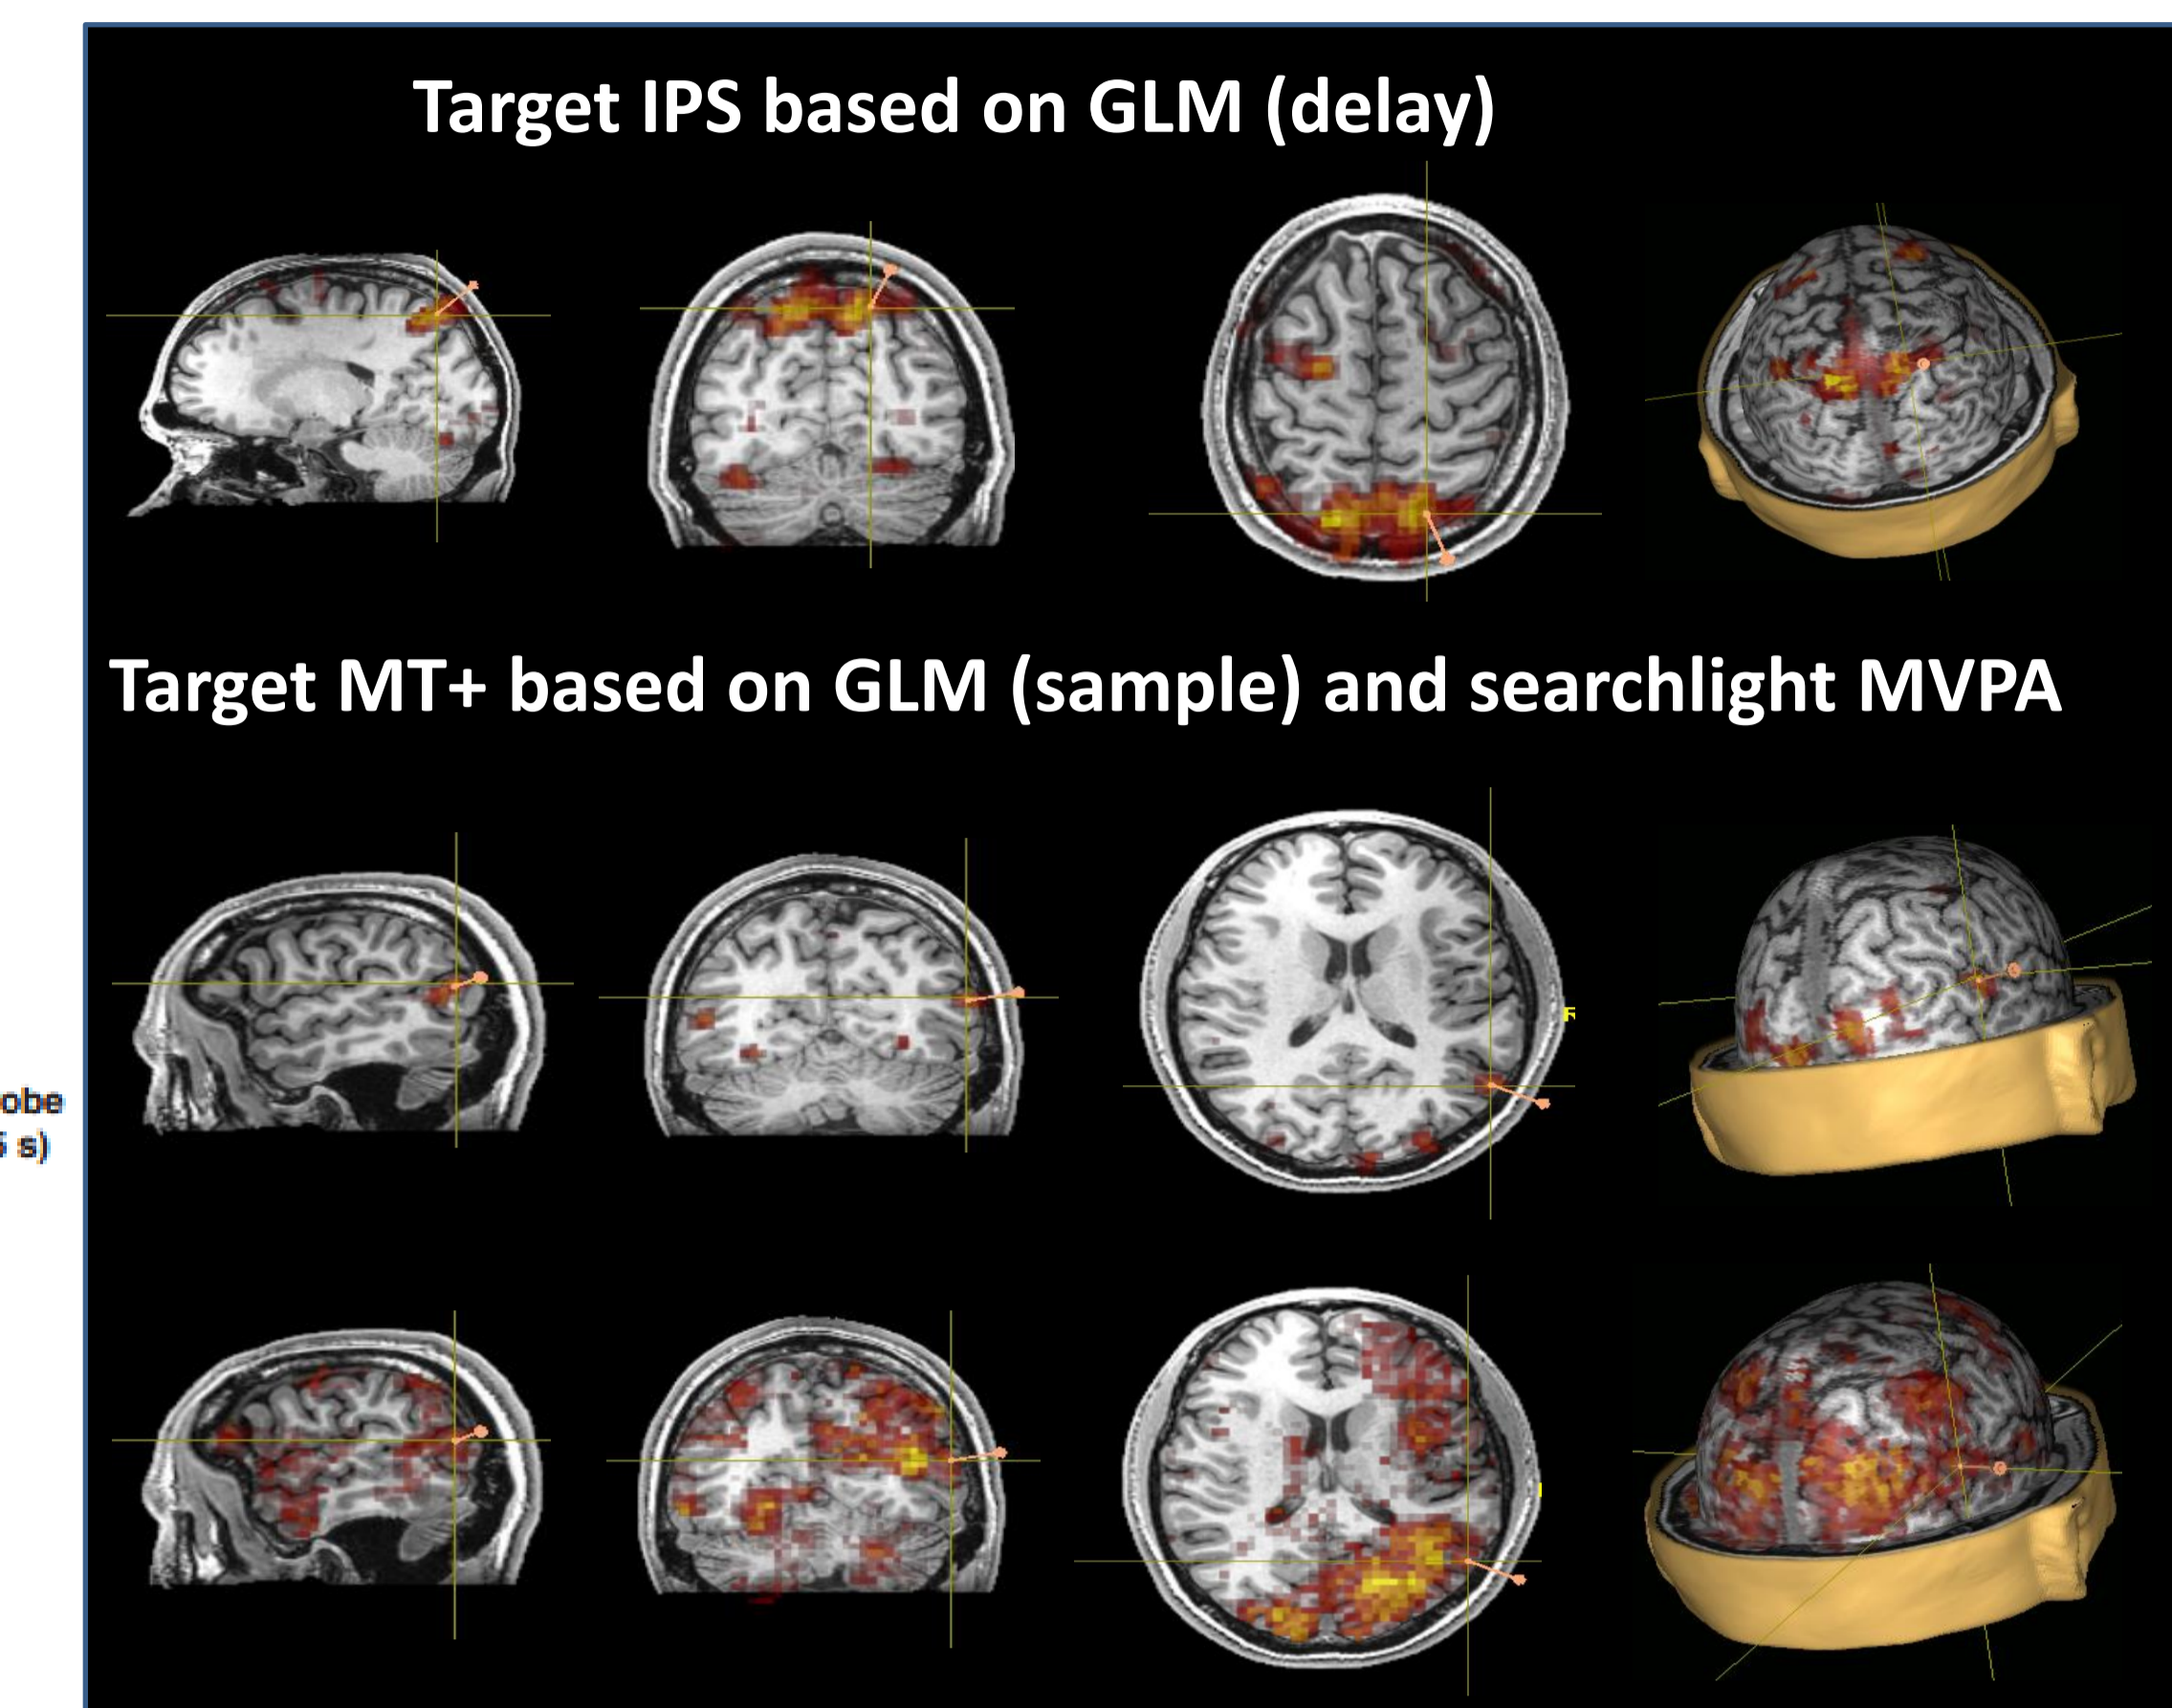 Target IPS based on GLM (delay)
Target MT+ based on GLM (sample) and searchlight MVPA
obe
s)